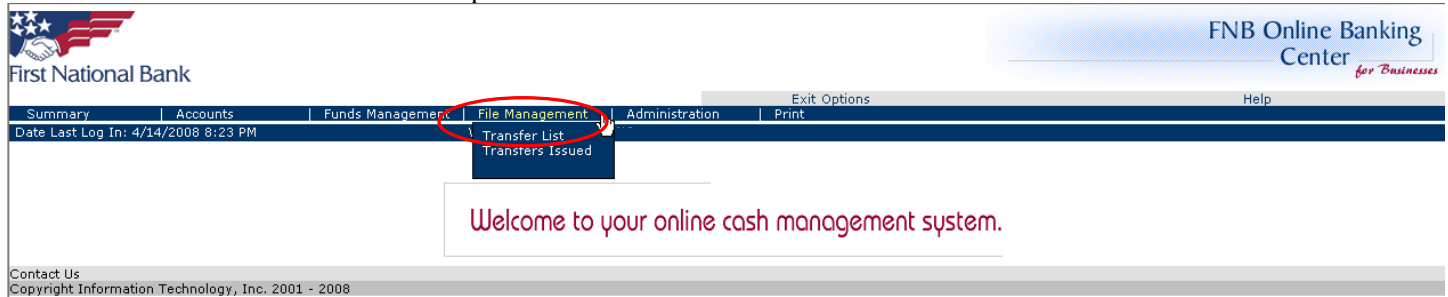 FNB Online Banking
Center
for Businesses
First National Bank
Exit Options Help
Summary | Accounts | Funds Management | File Management | Administration | Print
Date Last Log In: 4/14/2008 8:23 PM
Transfer List
Transfers Issued
Welcome to your online cash management system.
Contact Us
Copyright Information Technology, Inc. 2001 - 2008